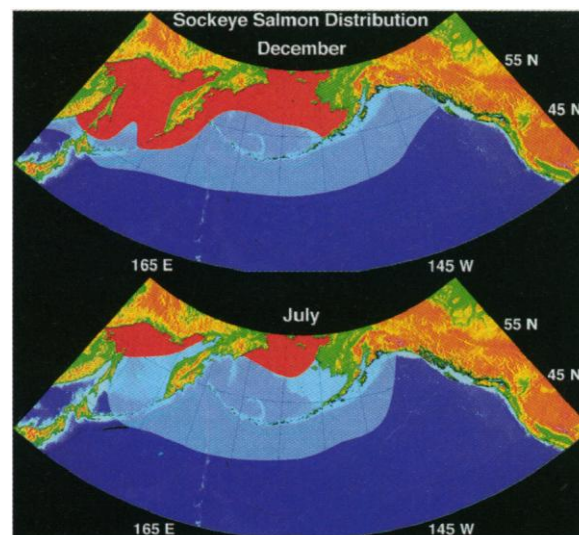 Sockeye Salmon Distribution
December
55 N
45 N
165 E
145 W
July
55 N
45 N
165 E
145 W